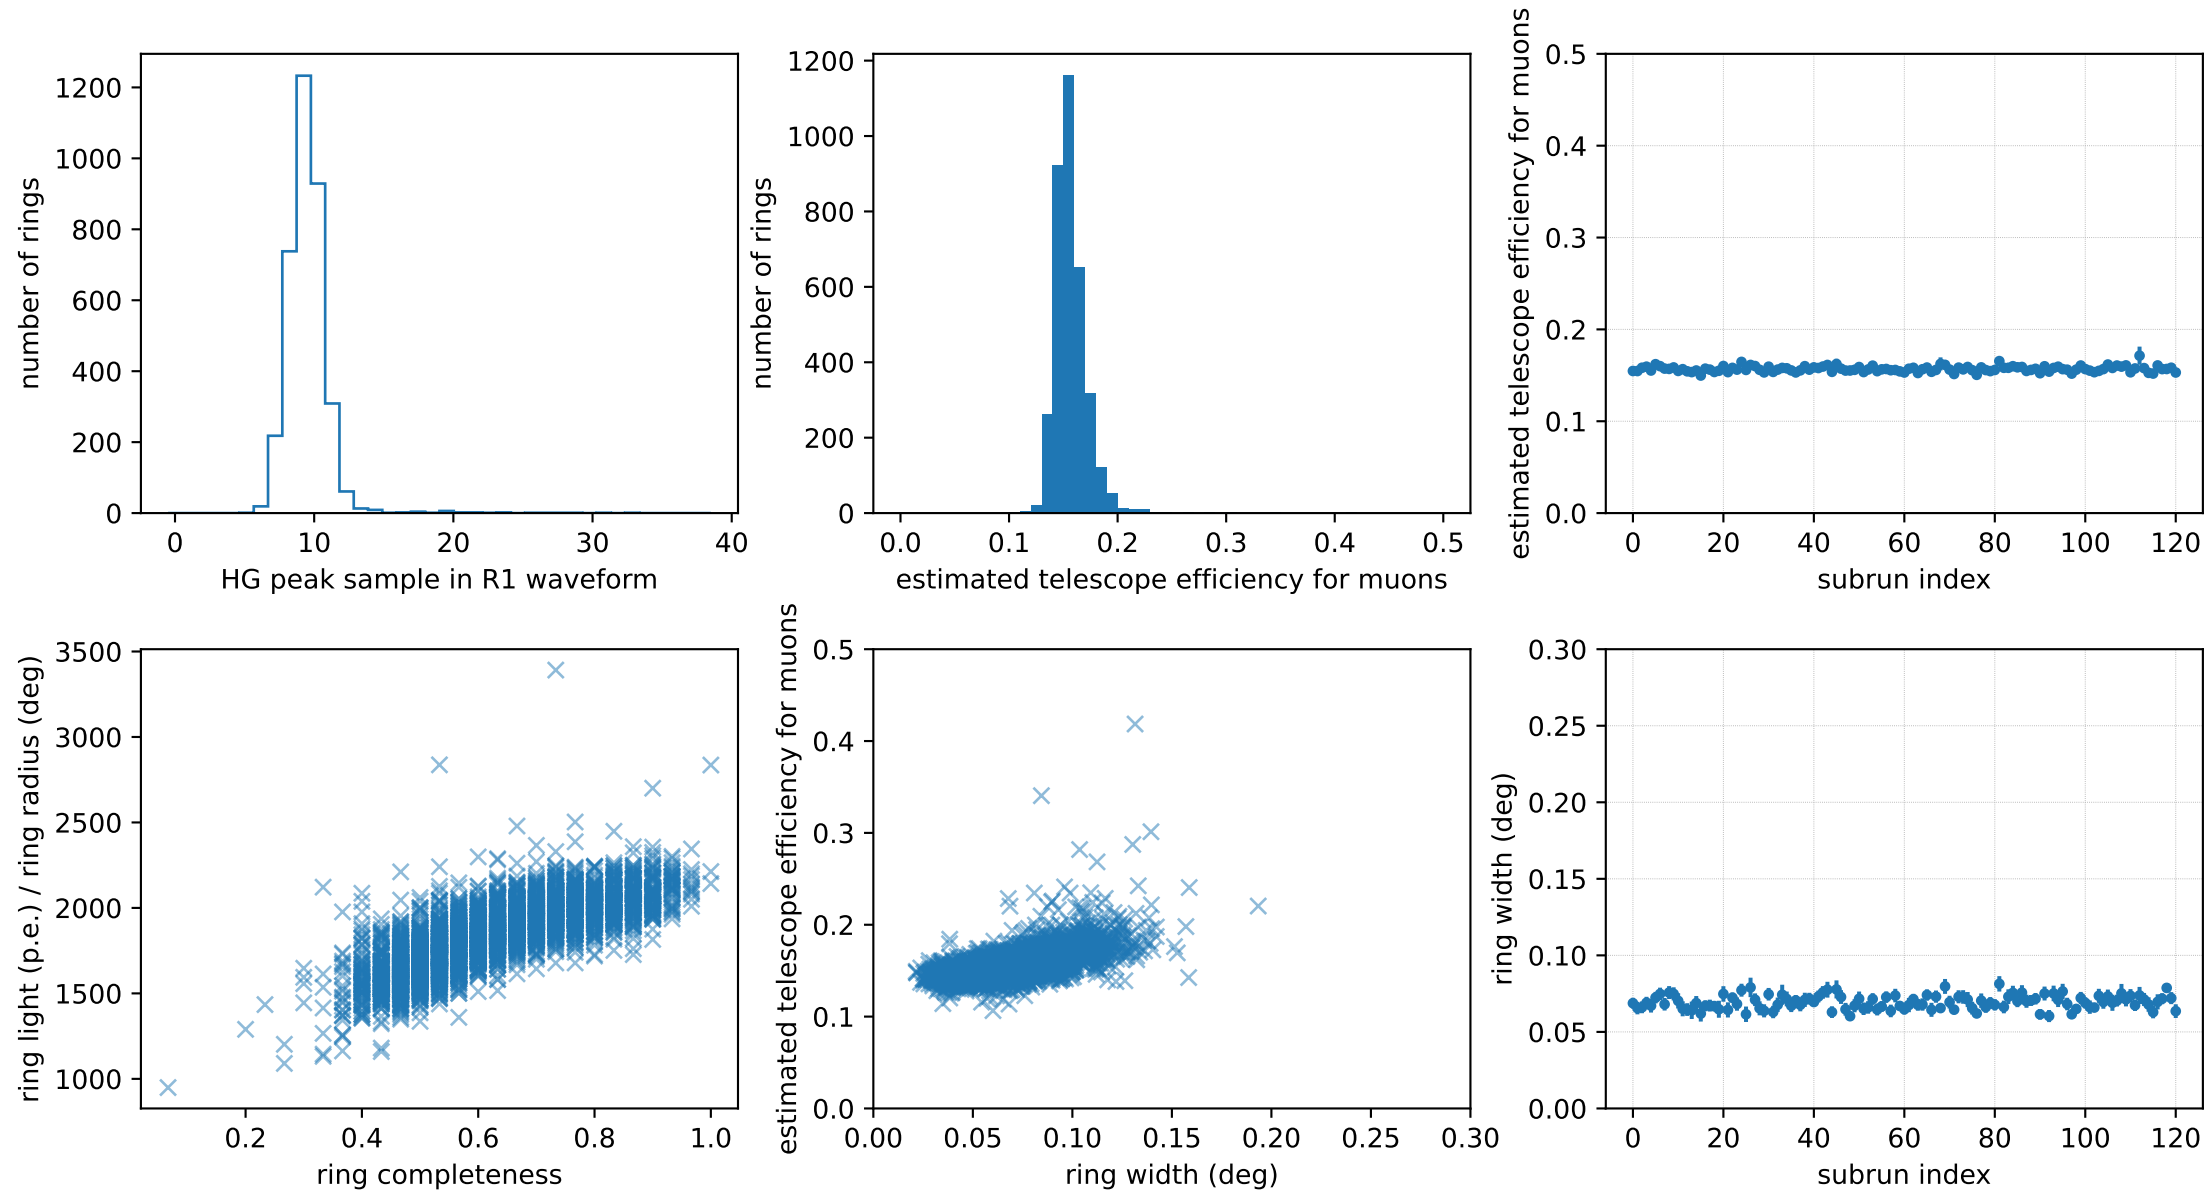 number of rings
1200
1000
800
600
400
200
0
0 10 20 30 40
HG peak sample in R1 waveform
number of rings
1200
1000
800
600
400
200
0
0.0 0.1 0.2 0.3 0.4 0.5
estimated telescope efficiency for muons
estimated telescope efficiency for muons
0.5
0.4
0.3
0.2
0.1
0.0
0 20 40 60 80 100 120
subrun index
ring light (p.e.) / ring radius (deg)
3500
3000
2500
2000
1500
1000
0.2 0.4 0.6 0.8 1.0
ring completeness
estimated telescope efficiency for muons
0.5
0.4
0.3
0.2
0.1
0.0
0.00 0.05 0.10 0.15 0.20 0.25 0.30
ring width (deg)
ring width (deg)
0.30
0.25
0.20
0.15
0.10
0.05
0.00
0 20 40 60 80 100 120
subrun index